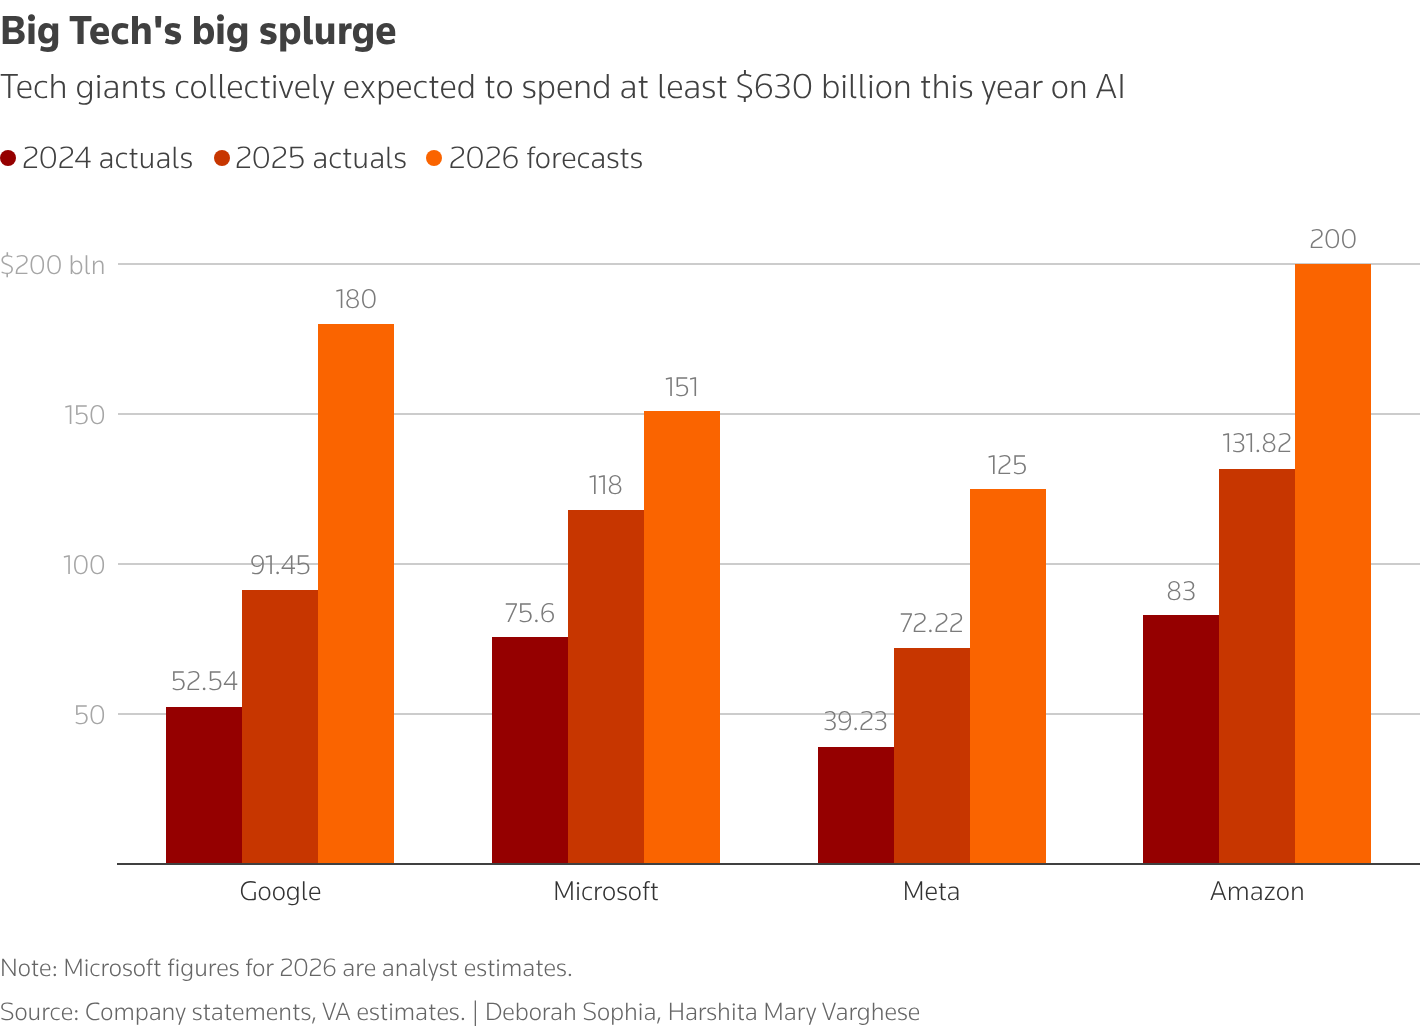 Big Tech's big splurge
Tech giants collectively expected to spend at least $630 billion this year on AI
2024 actuals 2025 actuals 2026 forecasts
$200 bln
150
100
50
52.54
91.45
180
75.6
118
151
39.23
72.22
125
83
131.82
200
Google Microsoft Meta Amazon
Note: Microsoft figures for 2026 are analyst estimates.
Source: Company statements, VA estimates. | Deborah Sophia, Harshita Mary Varghese